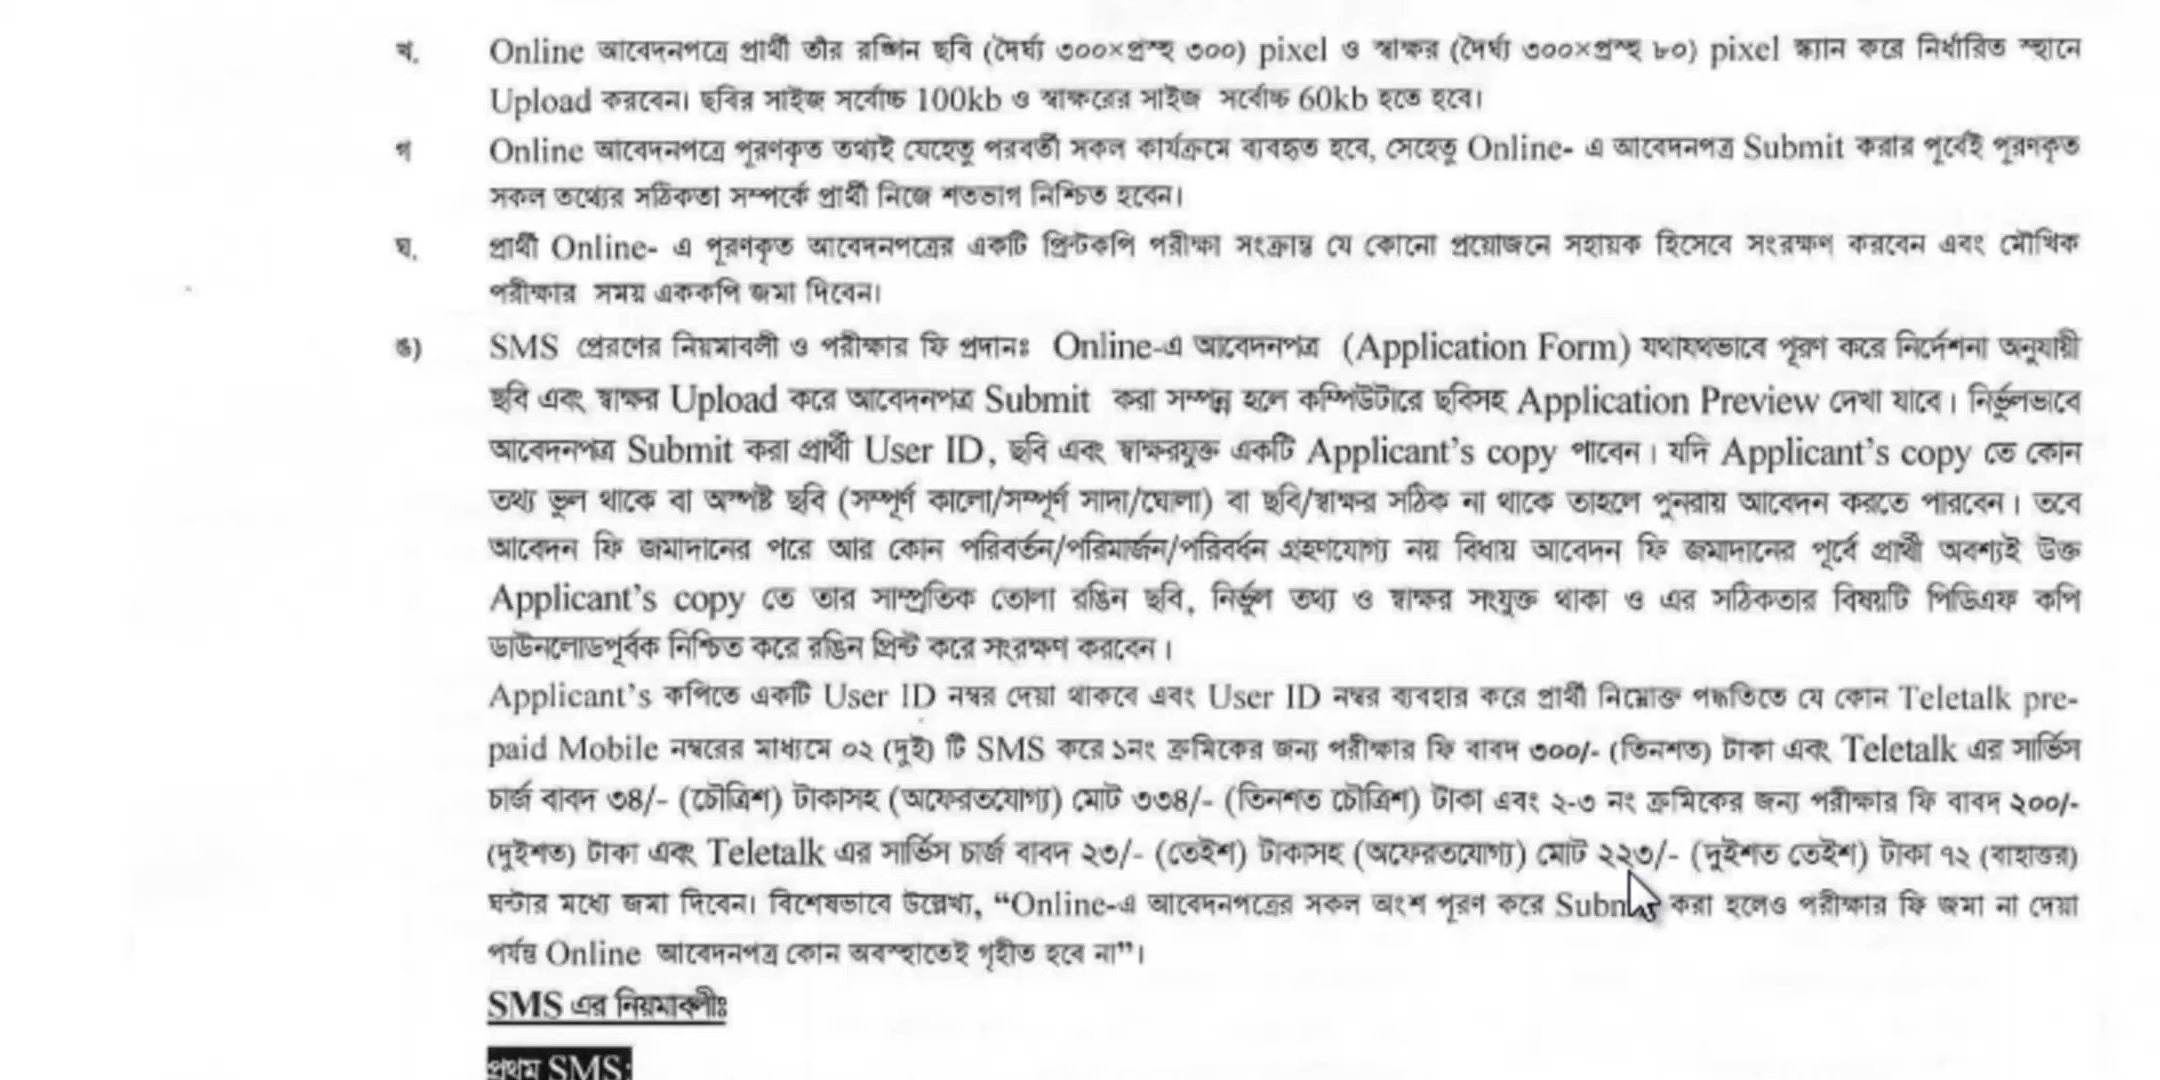 খ. Online আবেদনপত্রে প্রার্থী তাঁর রঙ্গিন ছবি (দৈর্ঘ্য ৩০০×প্রস্হ ৩০০) pixel ও স্বাক্ষর (দৈর্ঘ্য ৩০০×প্রস্হ ৮০) pixel স্ক্যান করে নির্ধারিত স্হানে
Upload করবেন। ছবির সাইজ সর্বোচ্চ 100kb ও স্বাক্ষরের সাইজ সর্বোচ্চ 60kb হতে হবে।
গ Online আবেদনপত্রে পূরণকৃত তথ্যই যেহেতু পরবর্তী সকল কার্যক্রমে ব্যবহৃত হবে, সেহেতু Online- এ আবেদনপত্র Submit করার পূর্বেই পূরণকৃত
সকল তথ্যের সঠিকতা সম্পর্কে প্রার্থী নিজে শতভাগ নিশ্চিত হবেন।
ঘ. প্রার্থী Online- এ পূরণকৃত আবেদনপত্রের একটি প্রিন্টকপি পরীক্ষা সংক্রান্ত যে কোনো প্রয়োজনে সহায়ক হিসেবে সংরক্ষণ করবেন এবং মৌখিক
পরীক্ষার সময় এককপি জমা দিবেন।
ঙ) SMS প্রেরণের নিয়মাবলী ও পরীক্ষার ফি প্রদানঃ Online-এ আবেদনপত্র (Application Form) যথাযথভাবে পূরণ করে নির্দেশনা অনুযায়ী
ছবি এবং স্বাক্ষর Upload করে আবেদনপত্র Submit করা সম্পন্ন হলে কম্পিউটারে ছবিসহ Application Preview দেখা যাবে। নির্ভুলভাবে
আবেদনপত্র Submit করা প্রার্থী User ID, ছবি এবং স্বাক্ষরযুক্ত একটি Applicant's copy পাবেন। যদি Applicant's copy তে কোন
তথ্য ভুল থাকে বা অস্পষ্ট ছবি (সম্পূর্ণ কালো/সম্পূর্ণ সাদা/ঘোলা) বা ছবি/স্বাক্ষর সঠিক না থাকে তাহলে পুনরায় আবেদন করতে পারবেন। তবে
আবেদন ফি জমাদানের পরে আর কোন পরিবর্তন/পরিমার্জন/পরিবর্ধন গ্রহণযোগ্য নয় বিধায় আবেদন ফি জমাদানের পূর্বে প্রার্থী অবশ্যই উক্ত
Applicant's copy তে তার সাম্প্রতিক তোলা রঙিন ছবি, নির্ভুল তথ্য ও স্বাক্ষর সংযুক্ত থাকা ও এর সঠিকতার বিষয়টি পিডিএফ কপি
ডাউনলোডপূর্বক নিশ্চিত করে রঙিন প্রিন্ট করে সংরক্ষণ করবেন।
Applicant's কপিতে একটি User ID নম্বর দেয়া থাকবে এবং User ID নম্বর ব্যবহার করে প্রার্থী নিম্নোক্ত পদ্ধতিতে যে কোন Teletalk pre-
paid Mobile নম্বরের মাধ্যমে ০২ (দুই) টি SMS করে ১নং ক্রমিকের জন্য পরীক্ষার ফি বাবদ ৩০০/- (তিনশত) টাকা এবং Teletalk এর সার্ভিস
চার্জ বাবদ ৩৪/- (চৌত্রিশ) টাকাসহ (অফেরতযোগ্য) মোট ৩৩৪/- (তিনশত চৌত্রিশ) টাকা এবং ২-৩ নং ক্রমিকের জন্য পরীক্ষার ফি বাবদ ২০০/-
(দুইশত) টাকা এবং Teletalk এর সার্ভিস চার্জ বাবদ ২৩/- (তেইশ) টাকাসহ (অফেরতযোগ্য) মোট ২২৩/- (দুইশত তেইশ) টাকা ৭২ (বাহাত্তর)
ঘন্টার মধ্যে জমা দিবেন। বিশেষভাবে উল্লেখ্য, “Online-এ আবেদনপত্রের সকল অংশ পূরণ করে Submit করা হলেও পরীক্ষার ফি জমা না দেয়া
পর্যন্ত Online আবেদনপত্র কোন অবস্হাতেই গৃহীত হবে না”।
SMS এর নিয়মাবলীঃ
প্রথম SMS: